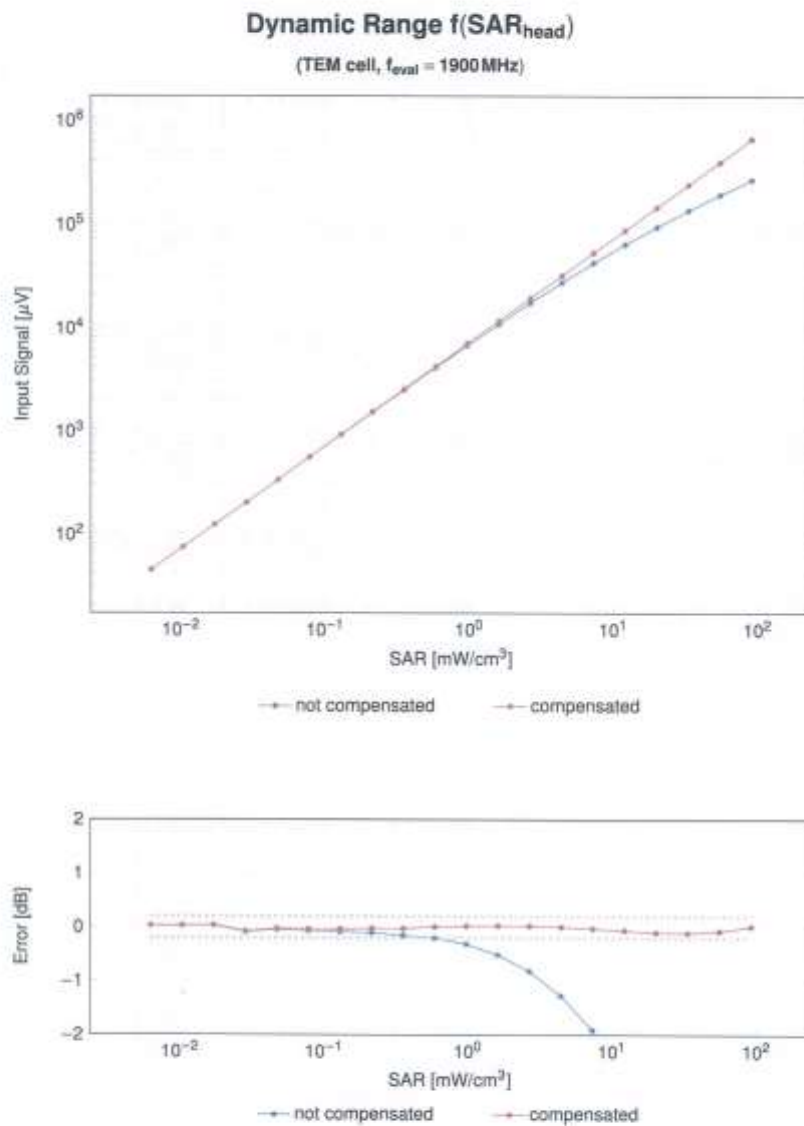 Dynamic Range f(SAR_head)
(TEM cell, f_eval = 1900 MHz)
10⁶
10⁵
10⁴
10³
10²
Input Signal [µV]
10⁻² 10⁻¹ 10⁰ 10¹ 10²
SAR [mW/cm³]
not compensated compensated
2
1
0
−1
−2
Error [dB]
10⁻² 10⁻¹ 10⁰ 10¹ 10²
SAR [mW/cm³]
not compensated compensated